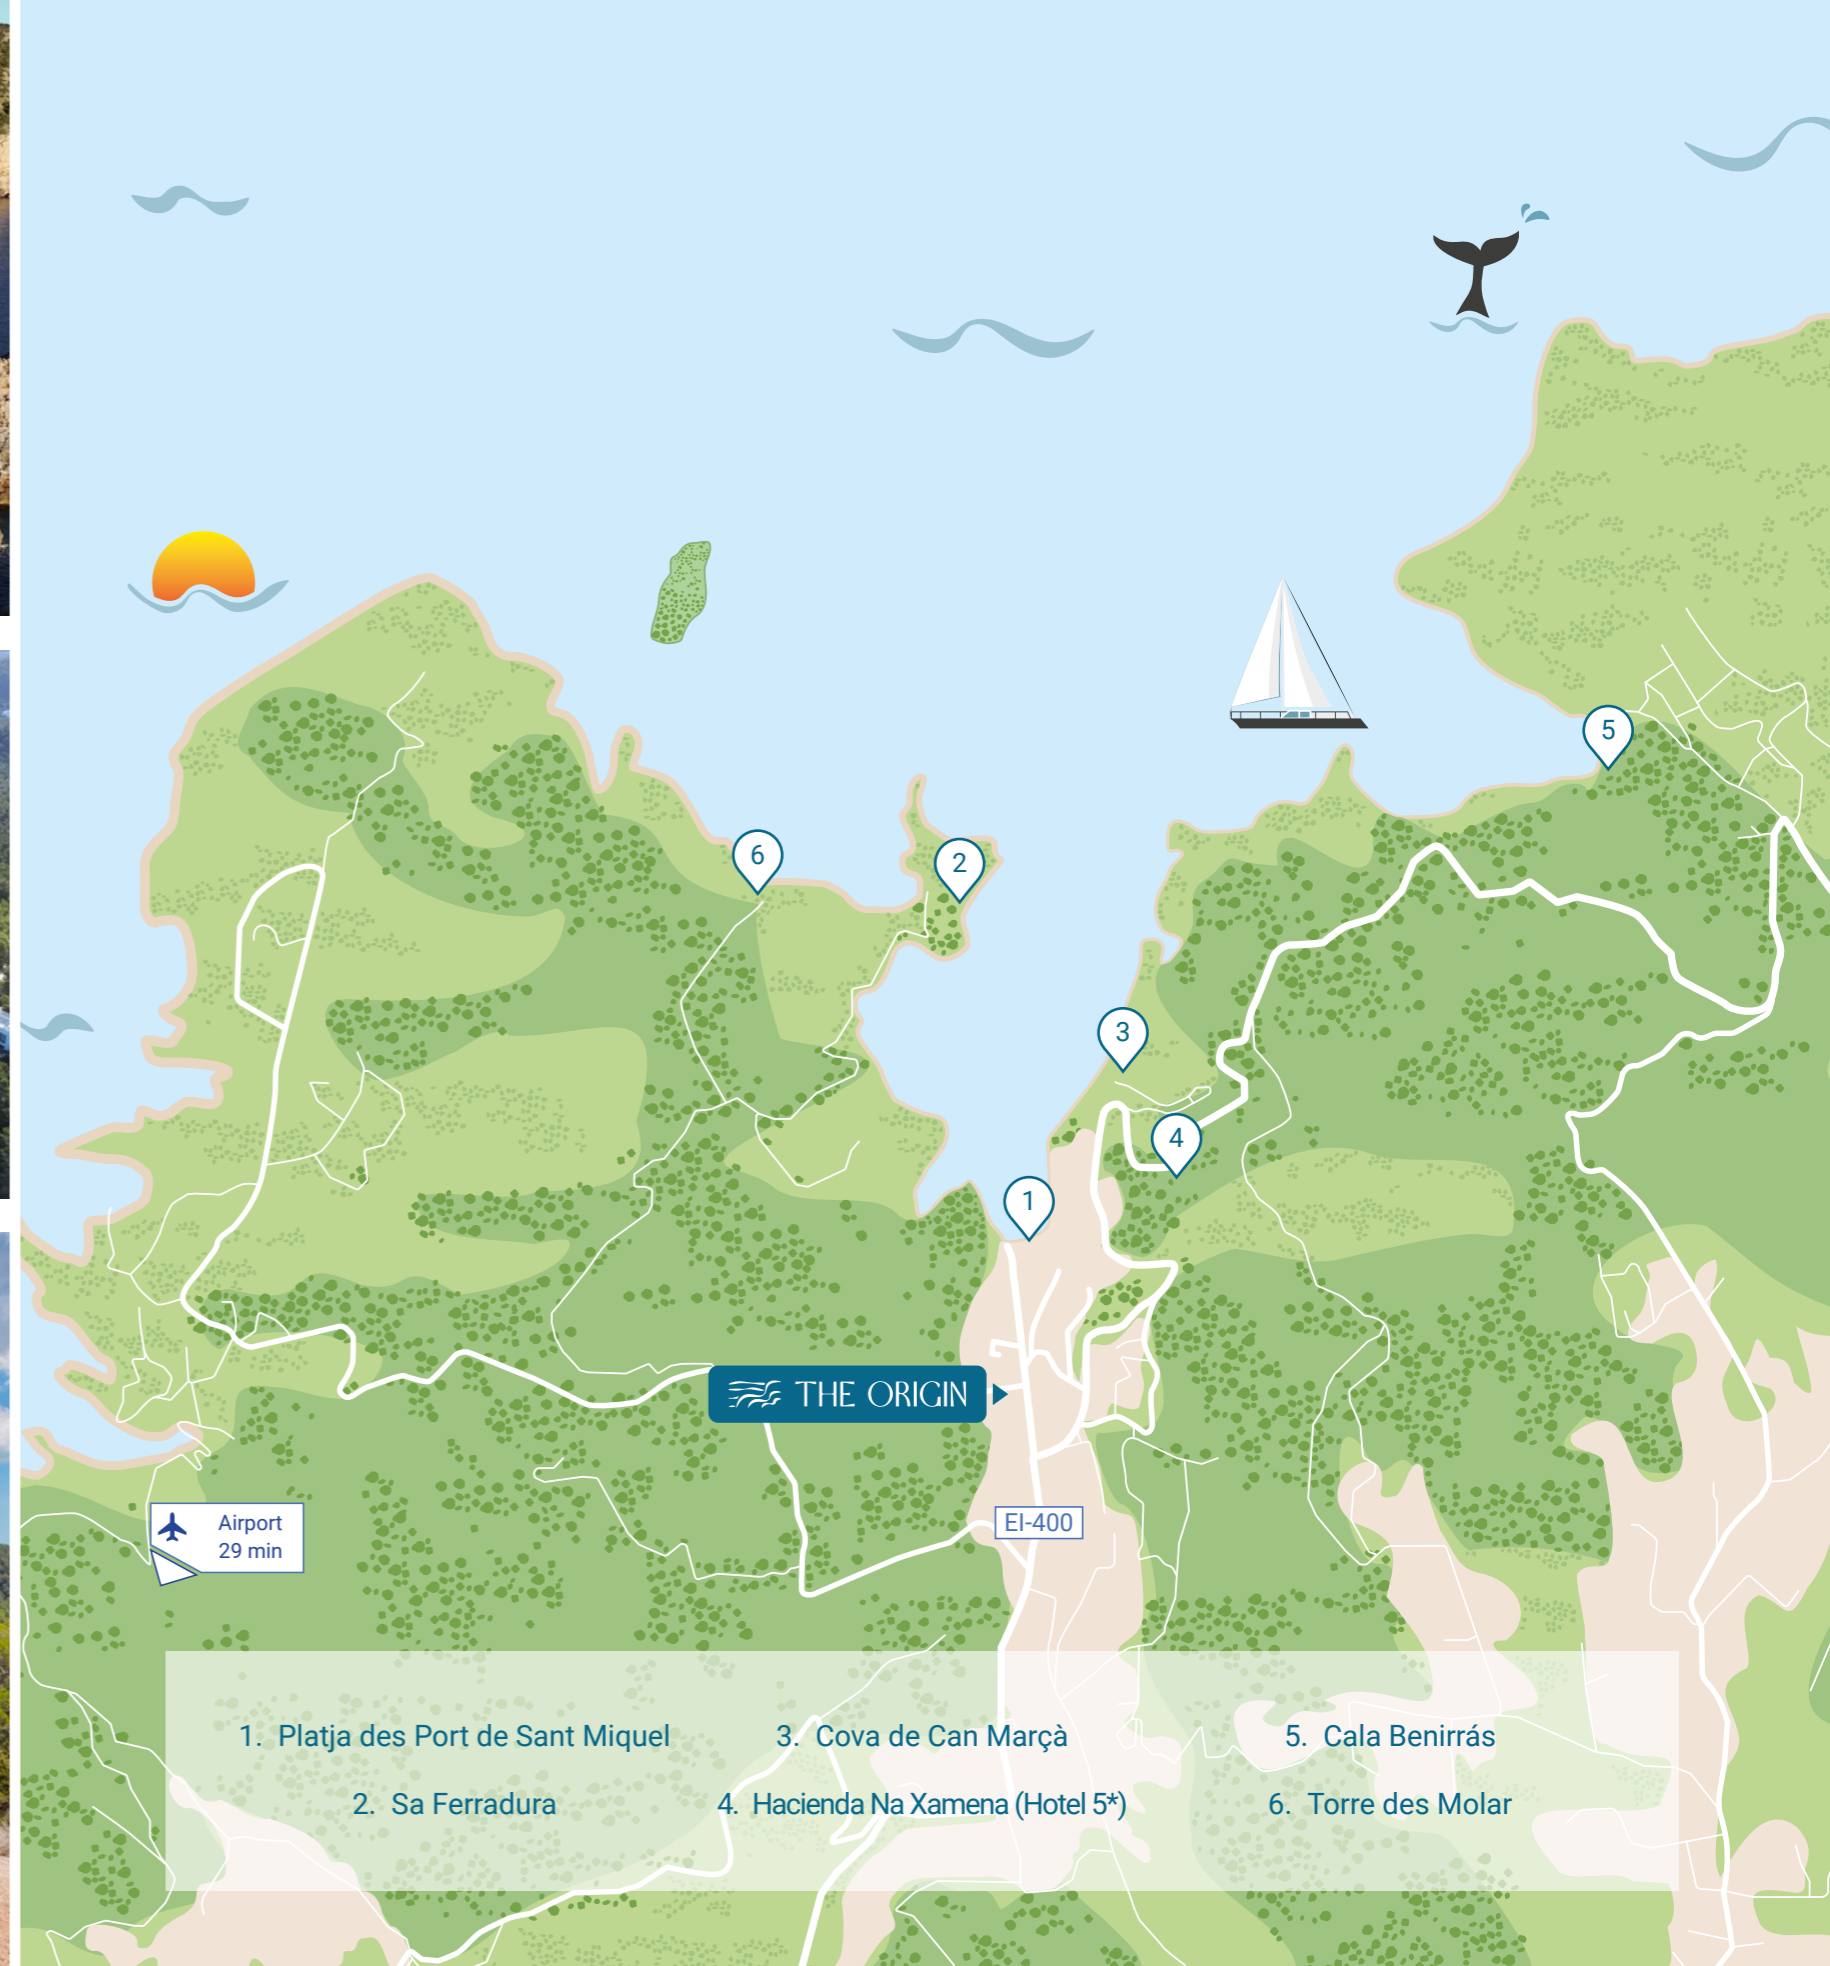 5
6
2
3
4
1
THE ORIGIN
EI-400
Airport
29 min
1. Platja des Port de Sant Miquel
2. Sa Ferradura
3. Cova de Can Marçà
4. Hacienda Na Xamena (Hotel 5*)
5. Cala Benirrás
6. Torre des Molar